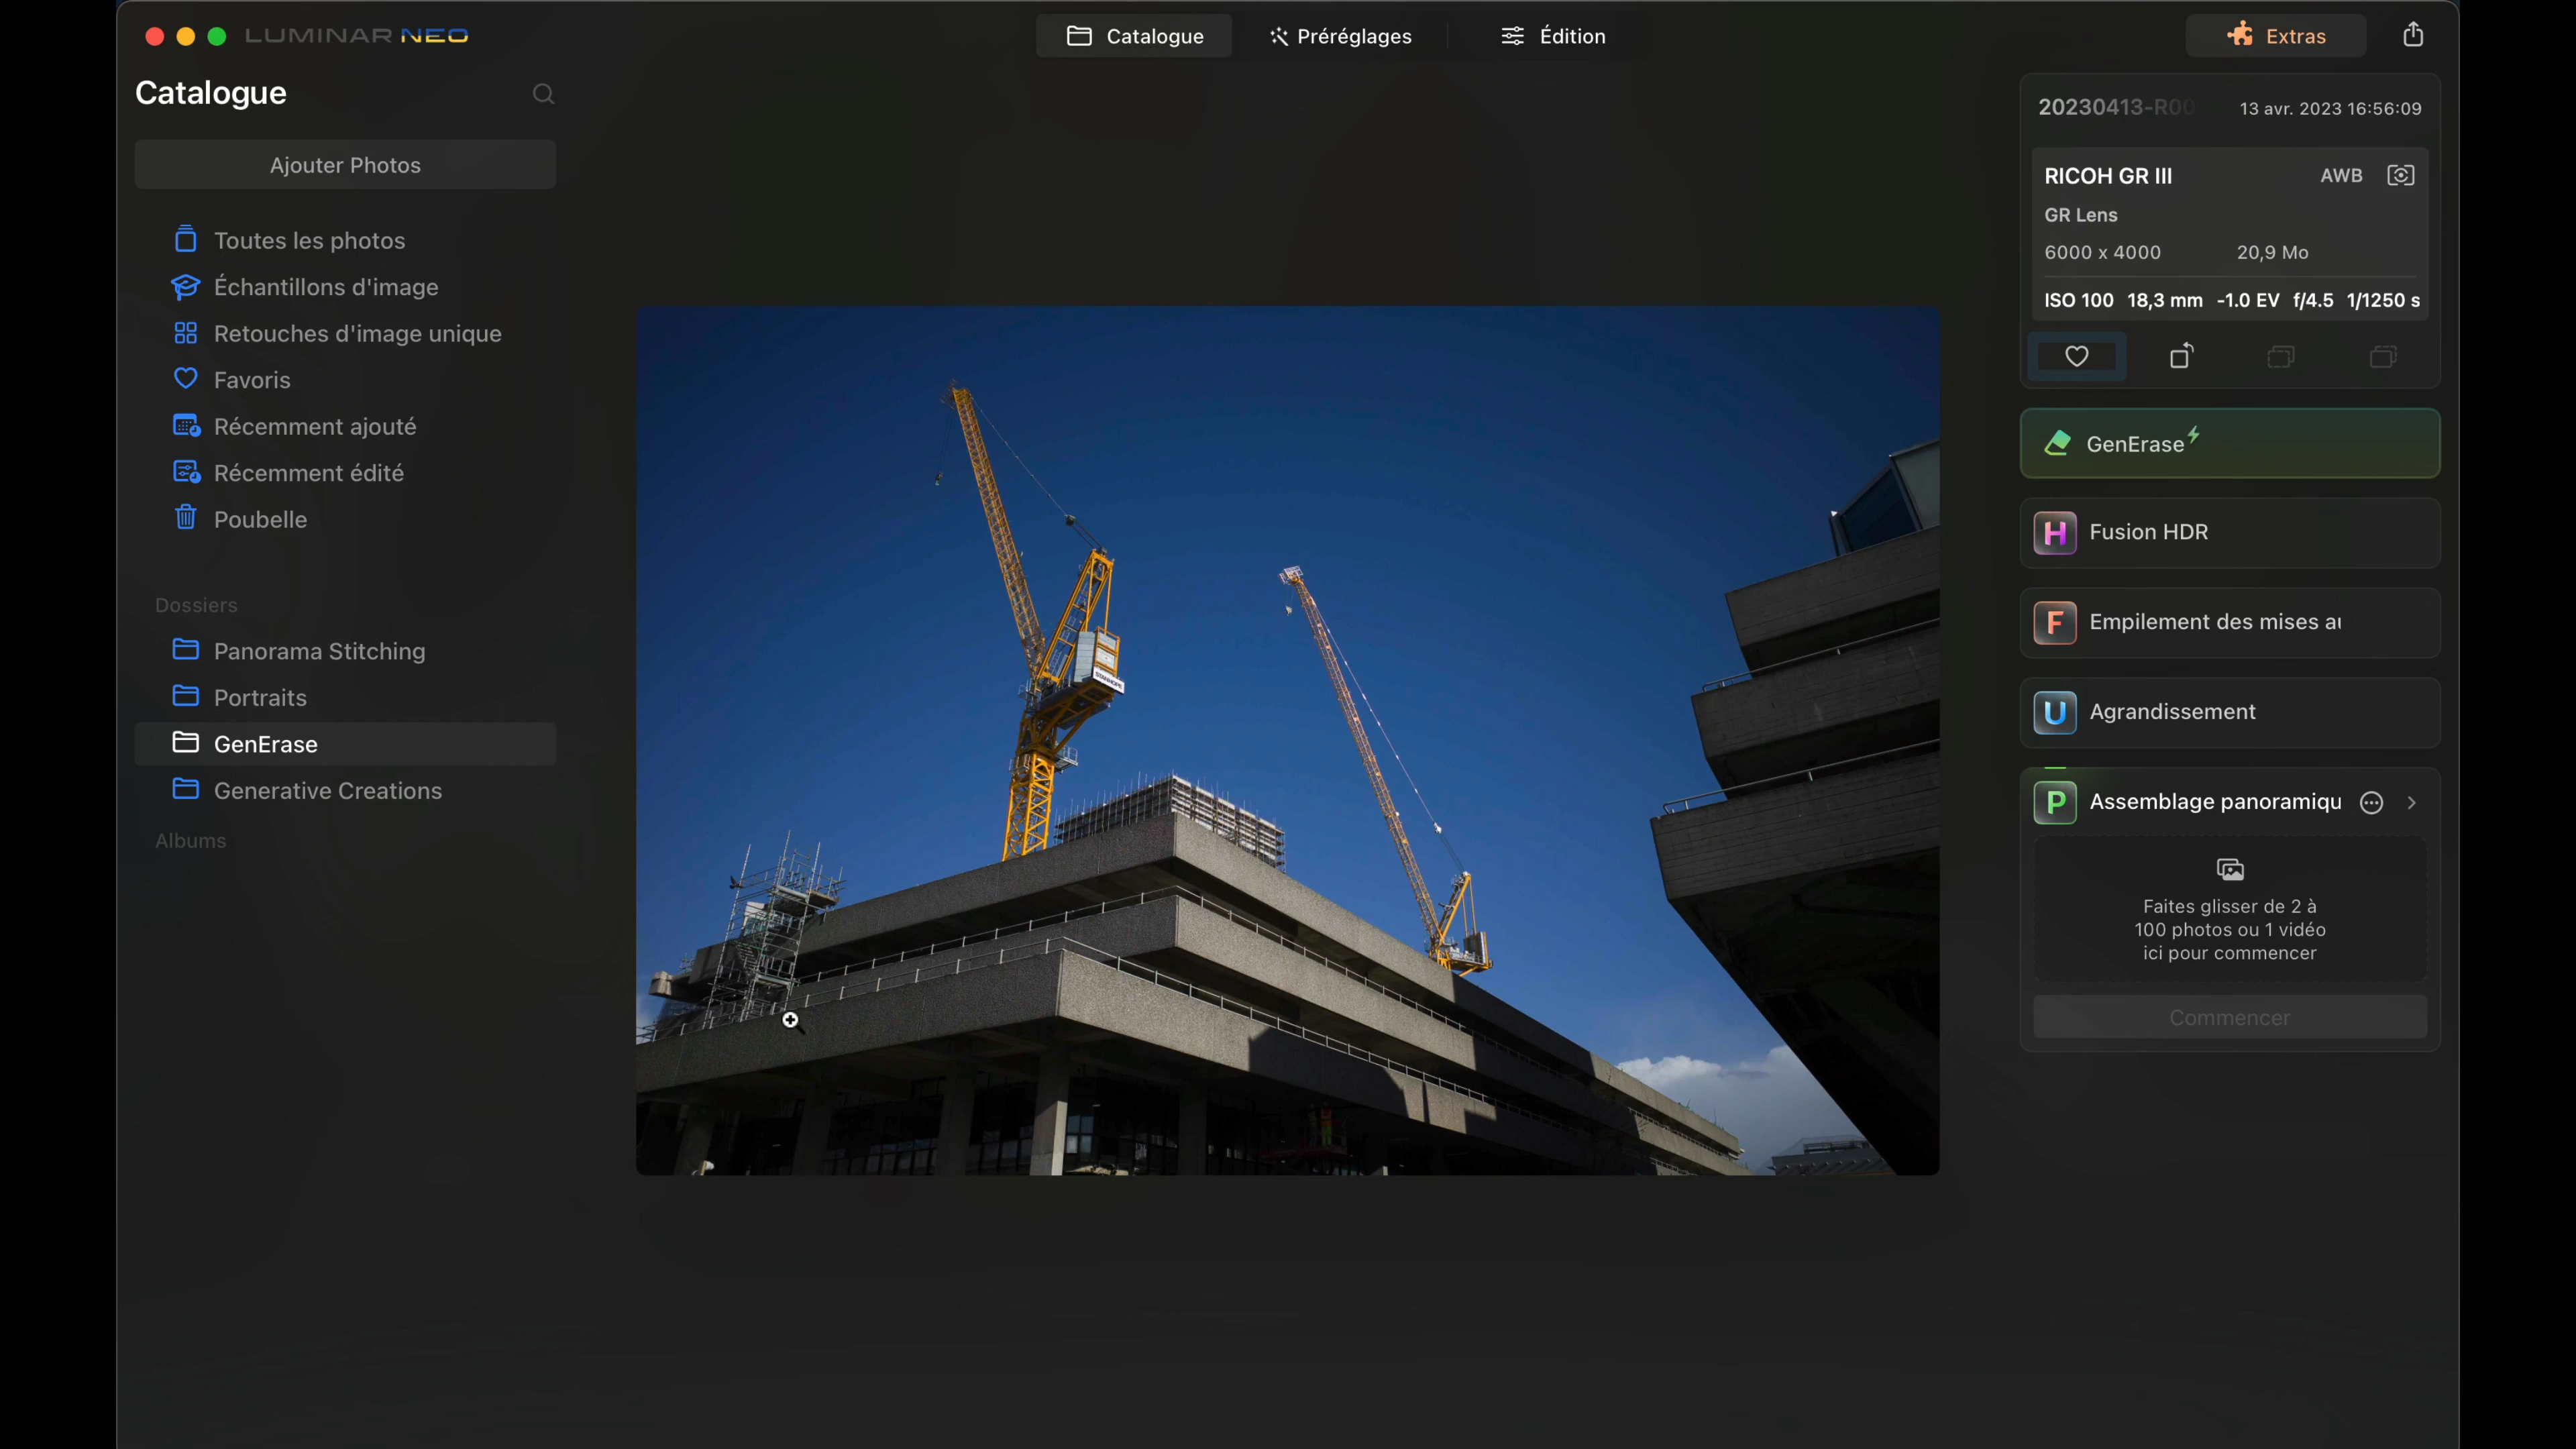 LUMINAR NEO
Catalogue
Préréglages
Édition
Extras
Catalogue
Ajouter Photos
Toutes les photos
Échantillons d'image
Retouches d'image unique
Favoris
Récemment ajouté
Récemment édité
Poubelle
Dossiers
Panorama Stitching
Portraits
GenErase
Generative Creations
Albums
STANHOPE
20230413-R00 13 avr. 2023 16:56:09
RICOH GR III AWB
GR Lens
6000 x 4000 20,9 Mo
ISO 100 18,3 mm -1.0 EV f/4.5 1/1250 s
GenErase
H Fusion HDR
F Empilement des mises au
U Agrandissement
P Assemblage panoramiqu
Faites glisser de 2 à
100 photos ou 1 vidéo
ici pour commencer
Commencer